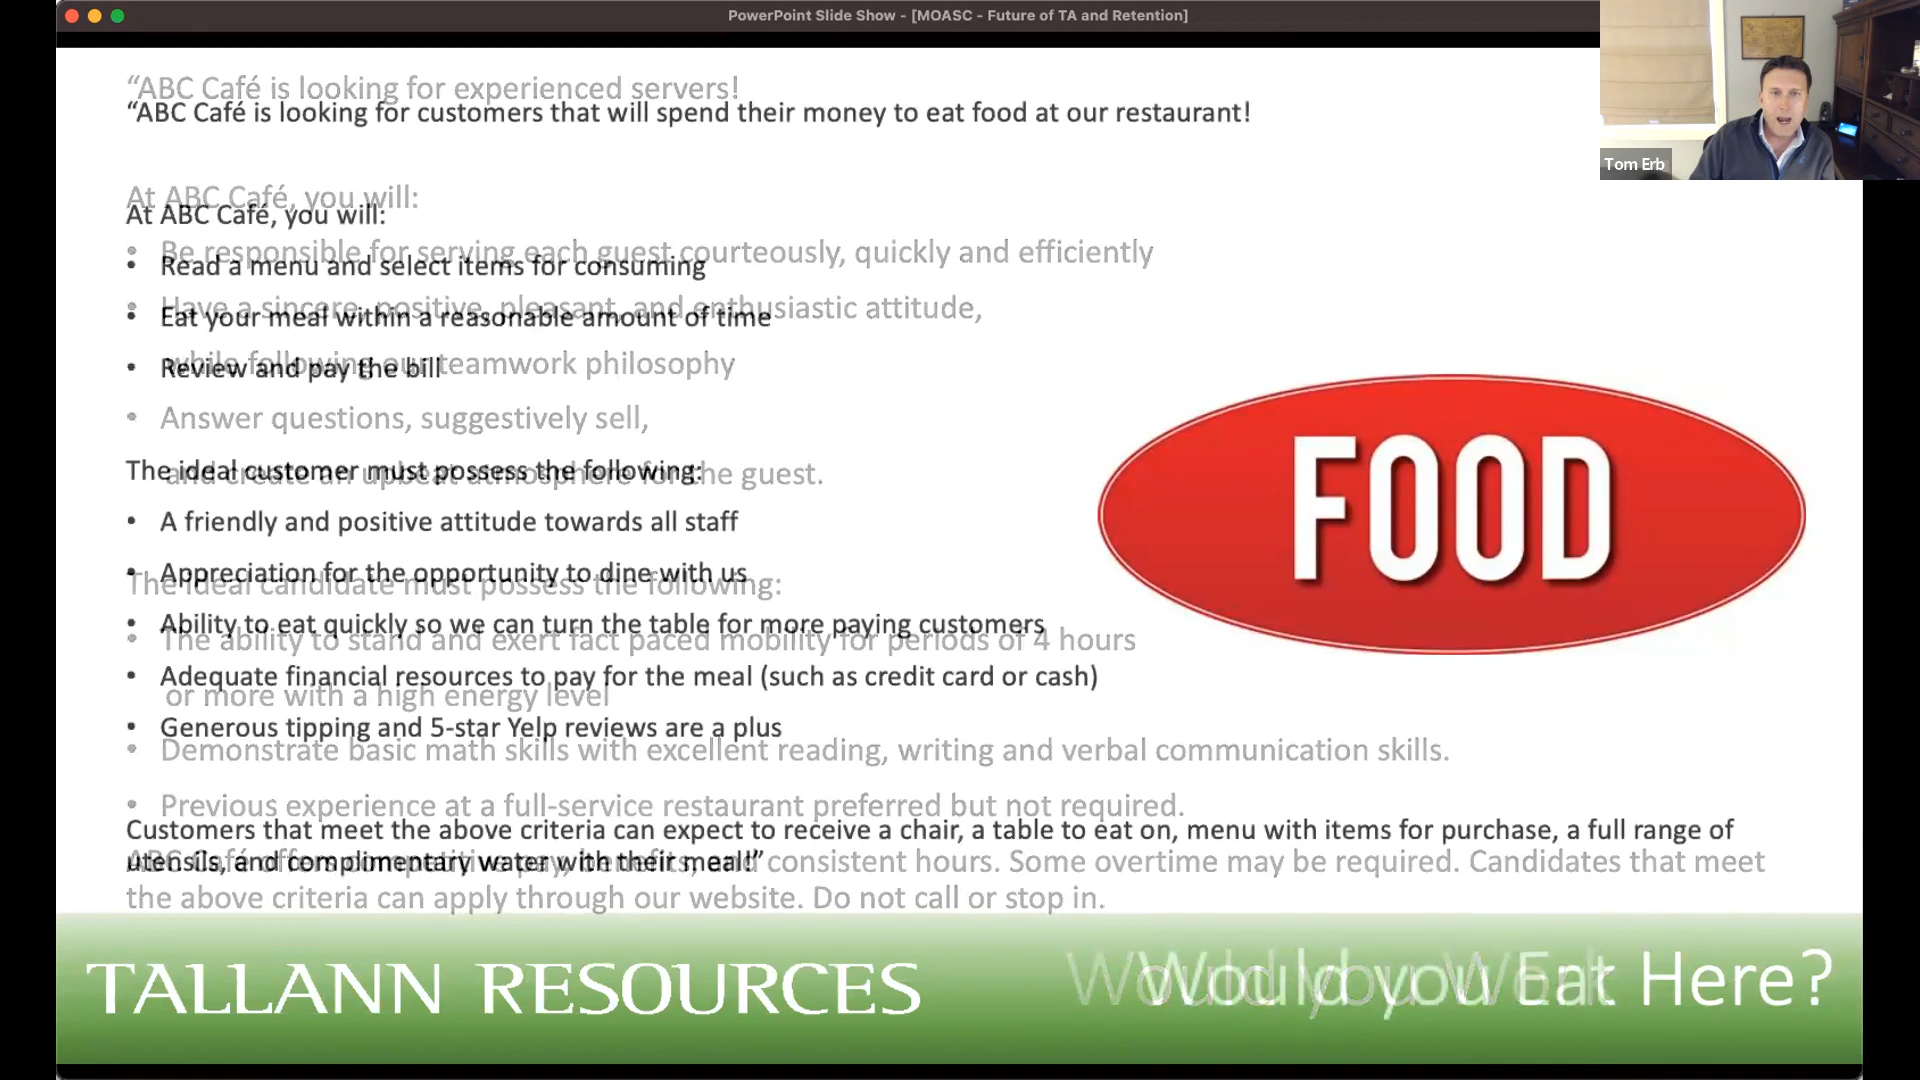 PowerPoint Slide Show - [MOASC - Future of TA and Retention]
Tom Erb
“ABC Café is looking for experienced servers!
“ABC Café is looking for customers that will spend their money to eat food at our restaurant!
At ABC Café, you will:
At ABC Café, you will:
• Be responsible for serving each guest courteously, quickly and efficiently
• Read a menu and select items for consuming
• Have a sincere, positive, pleasant, and enthusiastic attitude,
• Eat your meal within a reasonable amount of time
while following our teamwork philosophy
• Review and pay the bill
• Answer questions, suggestively sell,
The ideal customer must possess the following:
and create an upbeat atmosphere for the guest.
• A friendly and positive attitude towards all staff
• Appreciation for the opportunity to dine with us
The ideal candidate must possess the following:
• Ability to eat quickly so we can turn the table for more paying customers
• The ability to stand and exert fact paced mobility for periods of 4 hours
• Adequate financial resources to pay for the meal (such as credit card or cash)
or more with a high energy level
• Generous tipping and 5-star Yelp reviews are a plus
• Demonstrate basic math skills with excellent reading, writing and verbal communication skills.
• Previous experience at a full-service restaurant preferred but not required.
Customers that meet the above criteria can expect to receive a chair, a table to eat on, menu with items for purchase, a full range of
utensils, and complimentary water with their meal!”
ABC Café offers competitive pay, benefits, and consistent hours. Some overtime may be required. Candidates that meet
the above criteria can apply through our website. Do not call or stop in.
FOOD
TALLANN RESOURCES
Would you Work
Would you Eat Here?